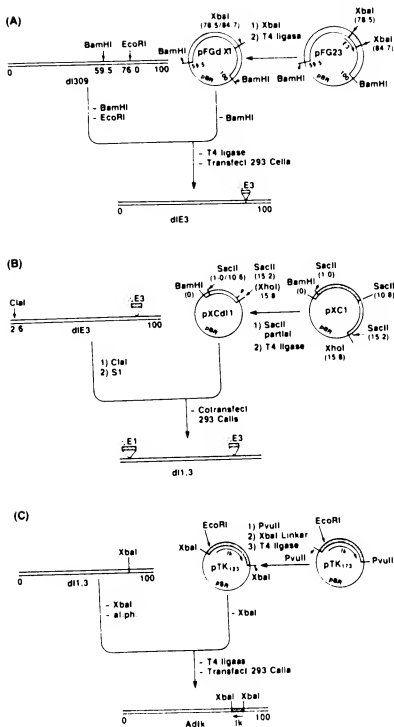 (A)
XbaI
(78.5/84.7)
1) XbaI
2) T4 ligase
XbaI
(78.5)
XbaI
(84.7)
BamHI EcoRI
0 59.5 76.0 100
dl309
BamHI
pFGdX1
59.5
100
pBR
BamHI
pFG23
E3
BamHI
59.5
100
pBR
BamHI
- BamHI
- EcoRI
- BamHI
- T4 ligase
- Transfect 293 Cells
E3
0 100
dlE3
(B)
ClaI
2.6
E3
100
dlE3
SacII
(1.0/10.6)
BamHI
(0)
SacII
(15.2)
(XhoI)
15.8
pXCdl1
pBR
1) SacII
partial
2) T4 ligase
SacII
(1.0)
BamHI
(0)
SacII
(10.6)
pXC1
pBR
SacII
(15.2)
XhoI
(15.8)
1) ClaI
2) S1
- Cotransfect
293 Cells
E1 E3
dl1.3
(C)
XbaI
0 100
dl1.3
EcoRI
XbaI
tk
pTK123
pBR
XbaI
1) PvuII
2) XbaI Linker
3) T4 ligase
PvuII
EcoRI
tk
pTK173
pBR
PvuII
- XbaI
- al.ph.
- XbaI
- T4 ligase
- Transfect 293 Cells
XbaI XbaI
0 100
Adtk tk